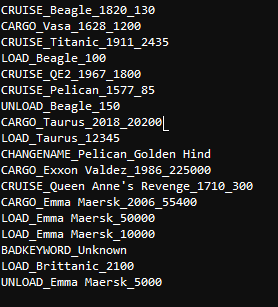 CRUISE_Beagle_1820_130
CARGO_Vasa_1628_1200
CRUISE_Titanic_1911_2435
LOAD_Beagle_100
CRUISE_QE2_1967_1800
CRUISE_Pelican_1577_85
UNLOAD_Beagle_150
CARGO_Taurus_2018_20200
LOAD_Taurus_12345
CHANGENAME_Pelican_Golden Hind
CARGO_Exxon Valdez_1986_225000
CRUISE_Queen Anne's Revenge_1710_300
CARGO_Emma Maersk_2006_55400
LOAD_Emma Maersk_50000
LOAD_Emma Maersk_10000
BADKEYWORD_Unknown
LOAD_Brittanic_2100
UNLOAD_Emma Maersk_5000